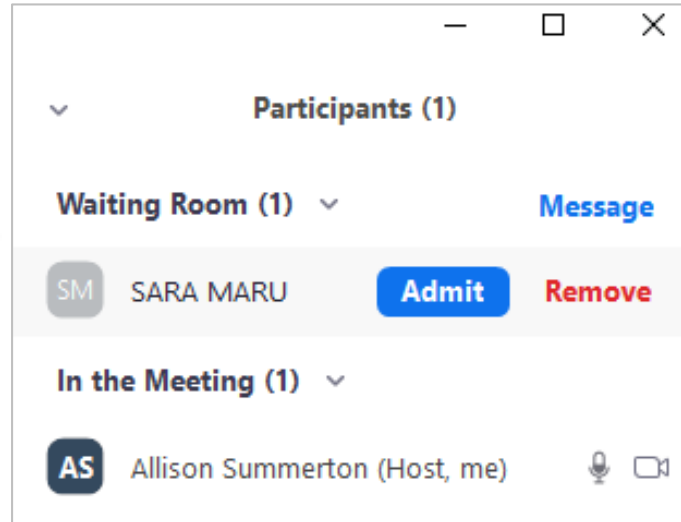 Participants (1)
Waiting Room (1) Message
SM SARA MARU Admit Remove
In the Meeting (1)
AS Allison Summerton (Host, me)